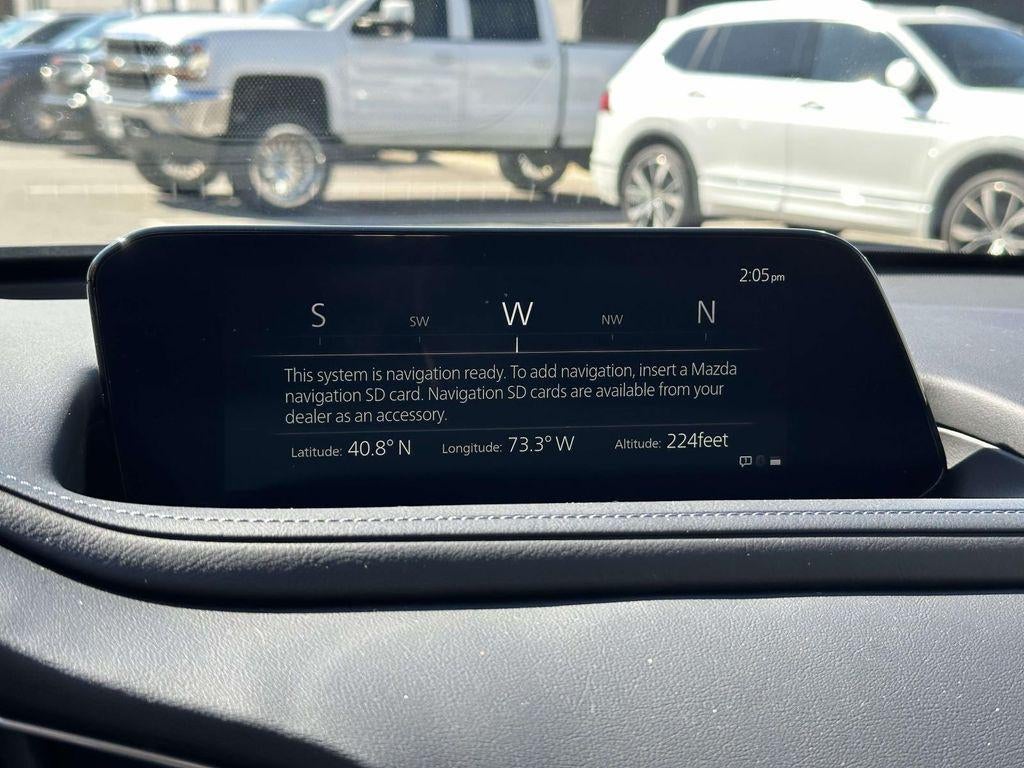 2:05pm
S SW W NW N
This system is navigation ready. To add navigation, insert a Mazda
navigation SD card. Navigation SD cards are available from your
dealer as an accessory.
Latitude: 40.8° N Longitude: 73.3° W Altitude: 224feet